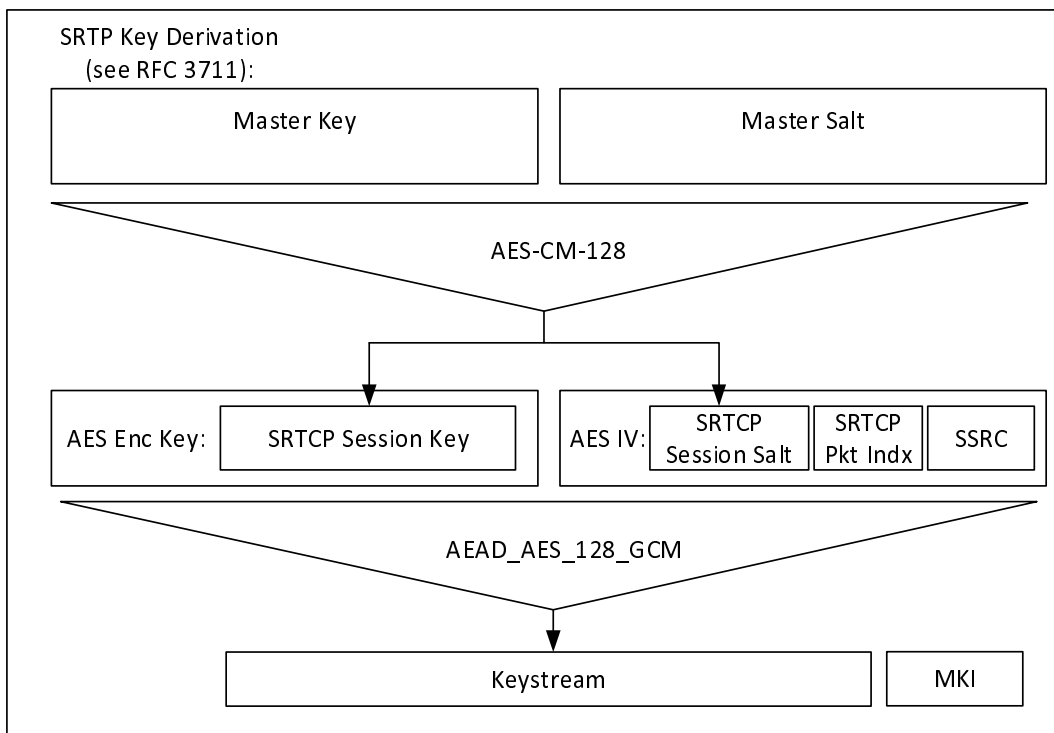 SRTP Key Derivation
(see RFC 3711):
Master Key
Master Salt
AES-CM-128
AES Enc Key:
SRTCP Session Key
AES IV:
SRTCP
Session Salt
SRTCP
Pkt Indx
SSRC
AEAD_AES_128_GCM
Keystream
MKI